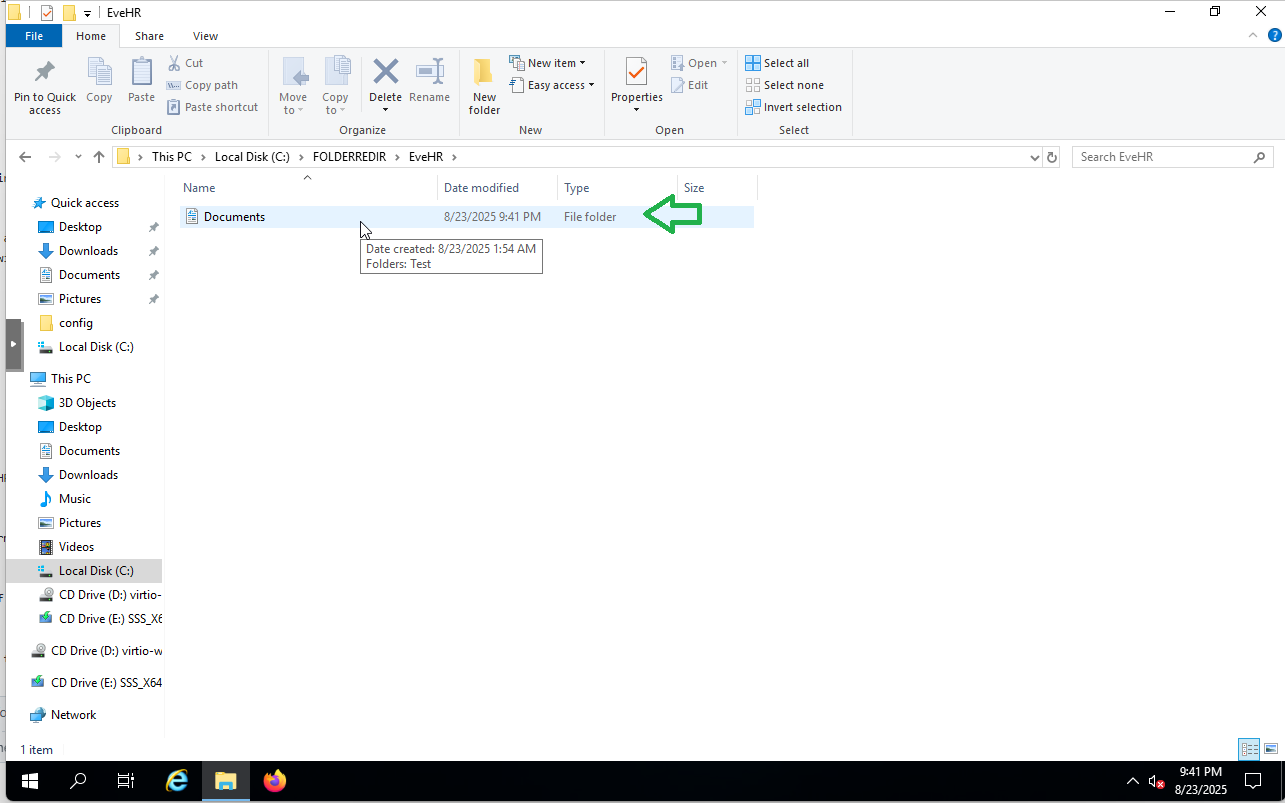 EveHR
File
Home
Share
View
Pin to Quick access
Copy
Paste
Cut
Copy path
Paste shortcut
Clipboard
Move to
Copy to
Delete
Rename
Organize
New folder
New item
Easy access
New
Properties
Open
Edit
Open
Select all
Select none
Invert selection
Select
This PC
Local Disk (C:)
FOLDERREDIR
EveHR
Search EveHR
Name
Date modified
Type
Size
Documents
8/23/2025 9:41 PM
File folder
Date created: 8/23/2025 1:54 AM
Folders: Test
Quick access
Desktop
Downloads
Documents
Pictures
config
Local Disk (C:)
This PC
3D Objects
Desktop
Documents
Downloads
Music
Pictures
Videos
Local Disk (C:)
CD Drive (D:) virtio-
CD Drive (E:) SSS_X6
CD Drive (D:) virtio-w
CD Drive (E:) SSS_X64
Network
1 item
9:41 PM
8/23/2025